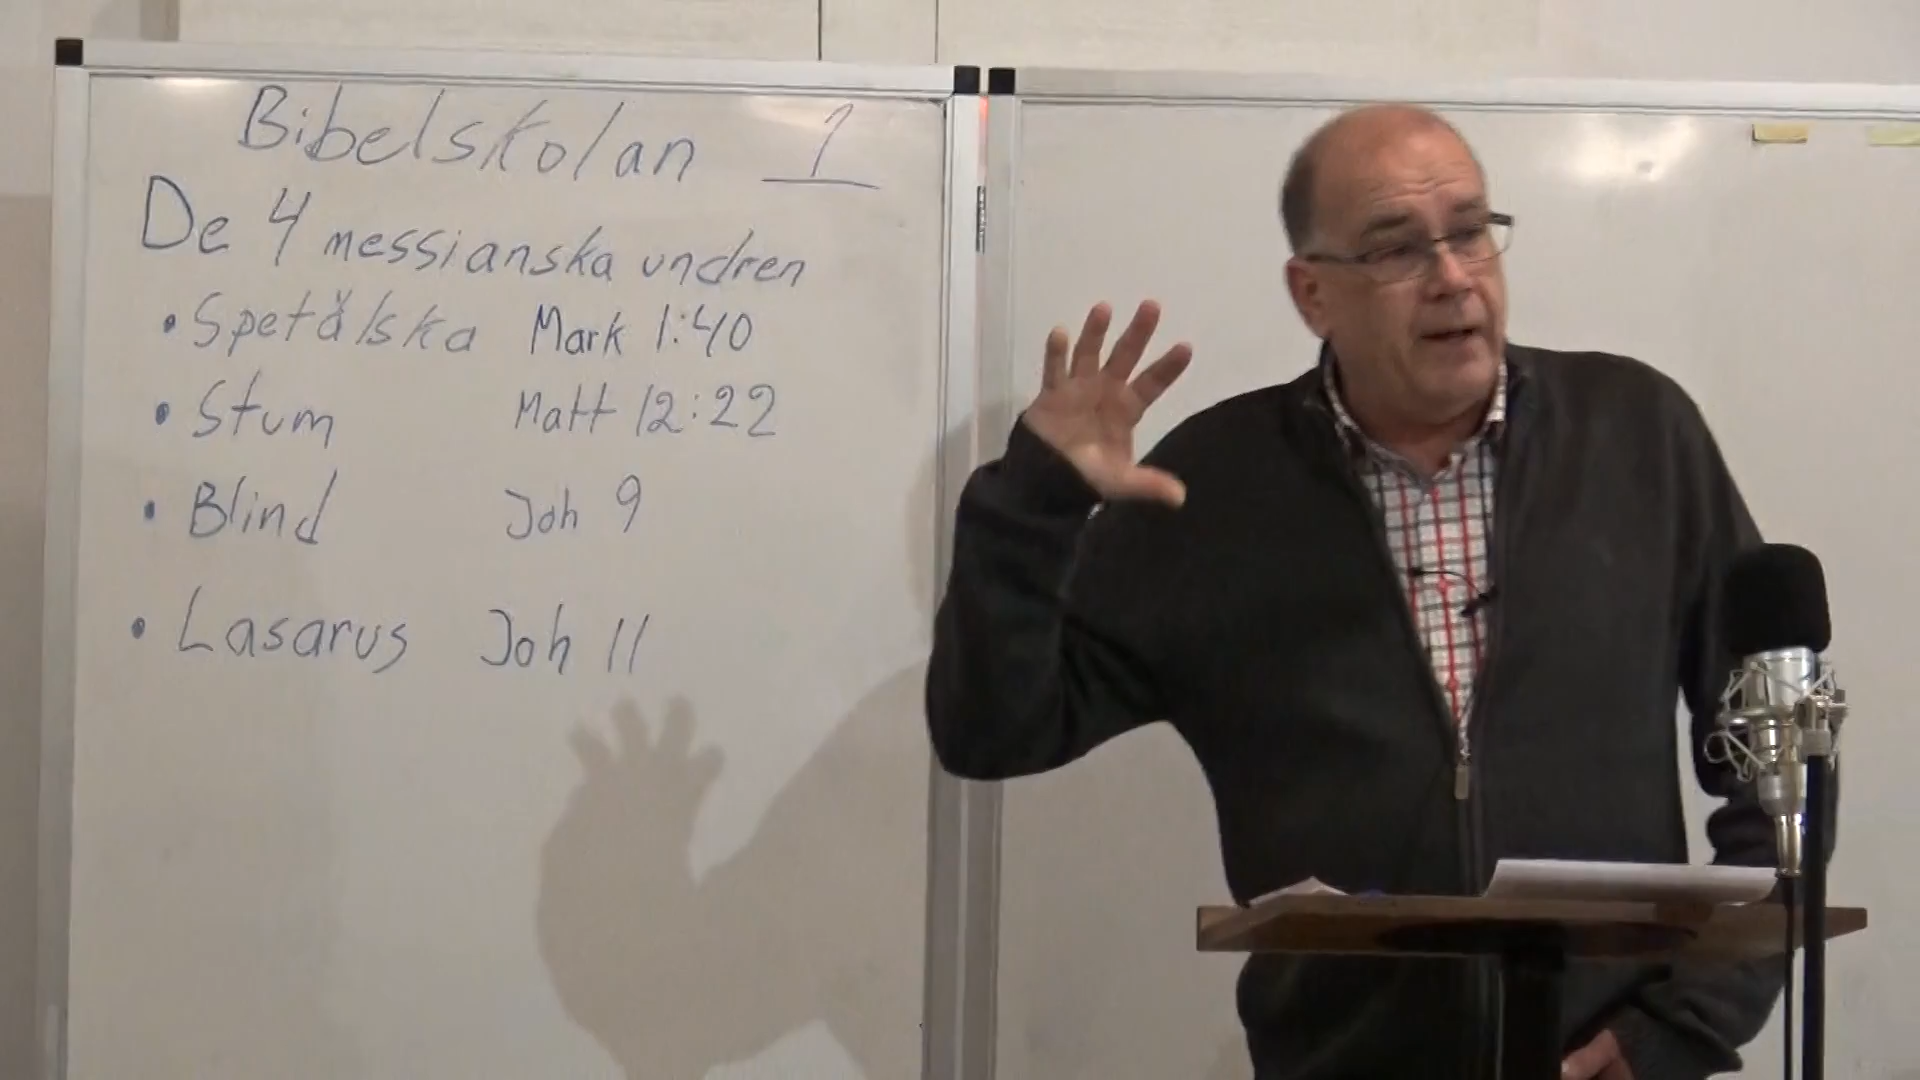 Bibelskolan 1
De 4 messianska undren
• Spetälska Mark 1:40
• Stum Matt 12:22
• Blind Joh 9
• Lasarus Joh 11